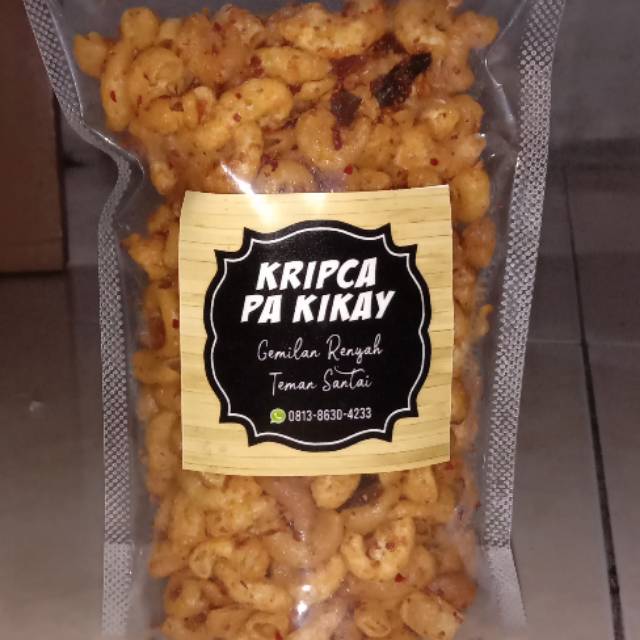 KRIPCA
PA KIKAY
Gemilan Renyah
Teman Santai
0813-8630-4233